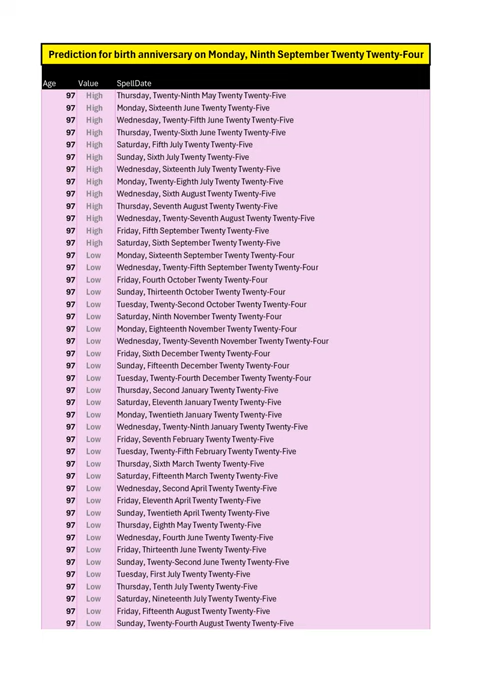 Prediction for birth anniversary on Monday, Ninth September Twenty Twenty-Four
Age Value SpellDate
97 High Thursday, Twenty-Ninth May Twenty Twenty-Five
97 High Monday, Sixteenth June Twenty Twenty-Five
97 High Wednesday, Twenty-Fifth June Twenty Twenty-Five
97 High Thursday, Twenty-Sixth June Twenty Twenty-Five
97 High Saturday, Fifth July Twenty Twenty-Five
97 High Sunday, Sixth July Twenty Twenty-Five
97 High Wednesday, Sixteenth July Twenty Twenty-Five
97 High Monday, Twenty-Eighth July Twenty Twenty-Five
97 High Wednesday, Sixth August Twenty Twenty-Five
97 High Thursday, Seventh August Twenty Twenty-Five
97 High Wednesday, Twenty-Seventh August Twenty Twenty-Five
97 High Friday, Fifth September Twenty Twenty-Five
97 High Saturday, Sixth September Twenty Twenty-Five
97 Low Monday, Sixteenth September Twenty Twenty-Four
97 Low Wednesday, Twenty-Fifth September Twenty Twenty-Four
97 Low Friday, Fourth October Twenty Twenty-Four
97 Low Sunday, Thirteenth October Twenty Twenty-Four
97 Low Tuesday, Twenty-Second October Twenty Twenty-Four
97 Low Saturday, Ninth November Twenty Twenty-Four
97 Low Monday, Eighteenth November Twenty Twenty-Four
97 Low Wednesday, Twenty-Seventh November Twenty Twenty-Four
97 Low Friday, Sixth December Twenty Twenty-Four
97 Low Sunday, Fifteenth December Twenty Twenty-Four
97 Low Tuesday, Twenty-Fourth December Twenty Twenty-Four
97 Low Thursday, Second January Twenty Twenty-Five
97 Low Saturday, Eleventh January Twenty Twenty-Five
97 Low Monday, Twentieth January Twenty Twenty-Five
97 Low Wednesday, Twenty-Ninth January Twenty Twenty-Five
97 Low Friday, Seventh February Twenty Twenty-Five
97 Low Tuesday, Twenty-Fifth February Twenty Twenty-Five
97 Low Thursday, Sixth March Twenty Twenty-Five
97 Low Saturday, Fifteenth March Twenty Twenty-Five
97 Low Wednesday, Second April Twenty Twenty-Five
97 Low Friday, Eleventh April Twenty Twenty-Five
97 Low Sunday, Twentieth April Twenty Twenty-Five
97 Low Thursday, Eighth May Twenty Twenty-Five
97 Low Wednesday, Fourth June Twenty Twenty-Five
97 Low Friday, Thirteenth June Twenty Twenty-Five
97 Low Sunday, Twenty-Second June Twenty Twenty-Five
97 Low Tuesday, First July Twenty Twenty-Five
97 Low Thursday, Tenth July Twenty Twenty-Five
97 Low Saturday, Nineteenth July Twenty Twenty-Five
97 Low Friday, Fifteenth August Twenty Twenty-Five
97 Low Sunday, Twenty-Fourth August Twenty Twenty-Five